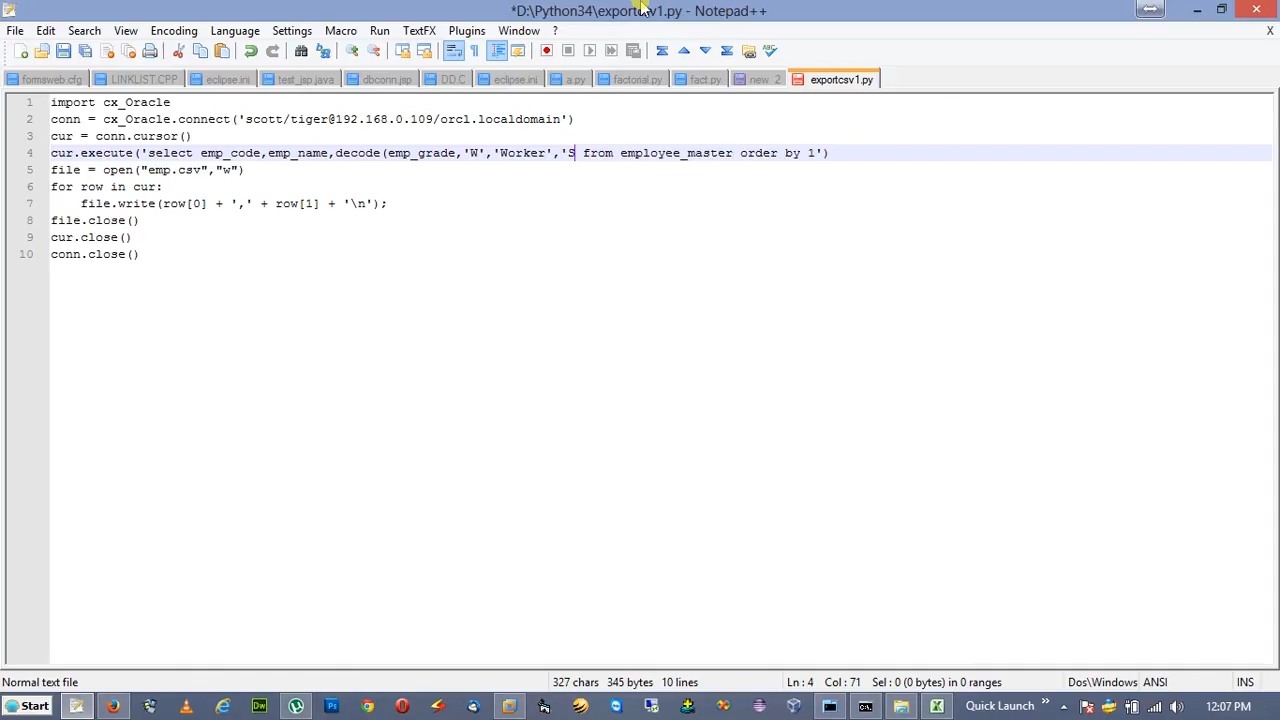 *D:\Python34\exportcsv1.py - Notepad++
File Edit Search View Encoding Language Settings Macro Run TextFX Plugins Window ? X
formsweb.cfg LINKLIST.CPP eclipse.ini test_jsp.java dbconn.jsp DD.C eclipse.ini a.py factorial.py fact.py new 2 exportcsv1.py
1 import cx_Oracle
2 conn = cx_Oracle.connect('scott/tiger@192.168.0.109/orcl.localdomain')
3 cur = conn.cursor()
4 cur.execute('select emp_code,emp_name,decode(emp_grade,'W','Worker','S from employee_master order by 1')
5 file = open("emp.csv","w")
6 for row in cur:
7 file.write(row[0] + ',' + row[1] + '\n');
8 file.close()
9 cur.close()
10 conn.close()
Normal text file 327 chars 345 bytes 10 lines Ln : 4 Col : 71 Sel : 0 (0 bytes) in 0 ranges Dos\Windows ANSI INS
Start Quick Launch 12:07 PM